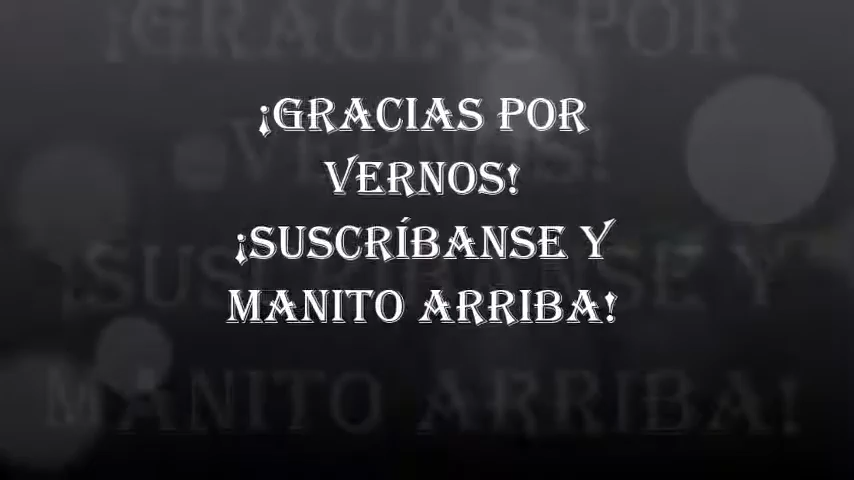 ¡GRACIAS POR
VERNOS!
¡SUSCRÍBANSE Y
MANITO ARRIBA!